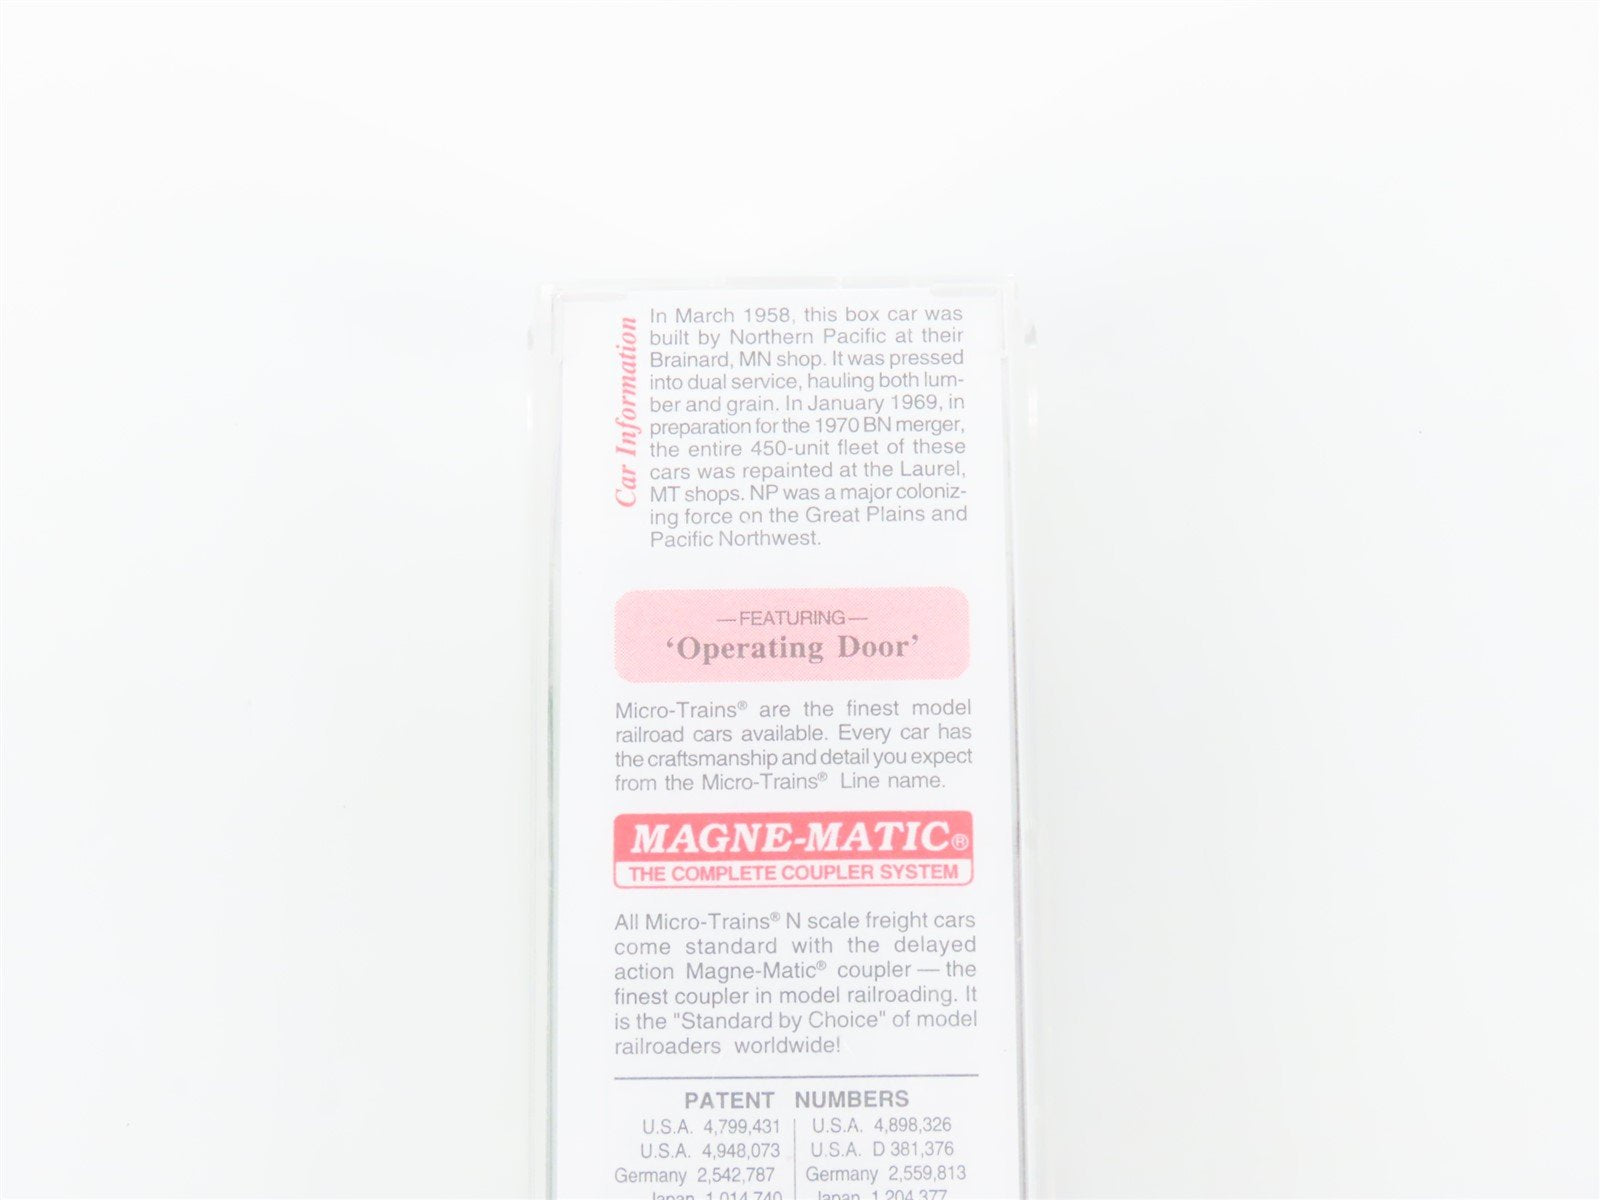 Car Information
In March 1958, this box car was
built by Northern Pacific at their
Brainard, MN shop. It was pressed
into dual service, hauling both lum-
ber and grain. In January 1969, in
preparation for the 1970 BN merger,
the entire 450-unit fleet of these
cars was repainted at the Laurel,
MT shops. NP was a major coloniz-
ing force on the Great Plains and
Pacific Northwest.
—FEATURING—
‘Operating Door’
Micro-Trains® are the finest model
railroad cars available. Every car has
the craftsmanship and detail you expect
from the Micro-Trains® Line name.
MAGNE-MATIC®
THE COMPLETE COUPLER SYSTEM
All Micro-Trains® N scale freight cars
come standard with the delayed
action Magne-Matic® coupler — the
finest coupler in model railroading. It
is the "Standard by Choice" of model
railroaders worldwide!
PATENT NUMBERS
U.S.A. 4,799,431 U.S.A. 4,898,326
U.S.A. 4,948,073 U.S.A. D 381,376
Germany 2,542,787 Germany 2,559,813
Japan 1,014,740 Japan 1,204,377